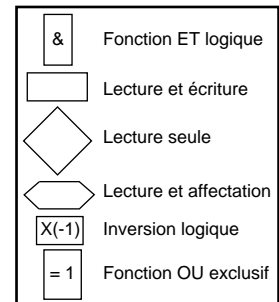 & Fonction ET logique
Lecture et écriture
Lecture seule
Lecture et affectation
X(-1) Inversion logique
= 1 Fonction OU exclusif